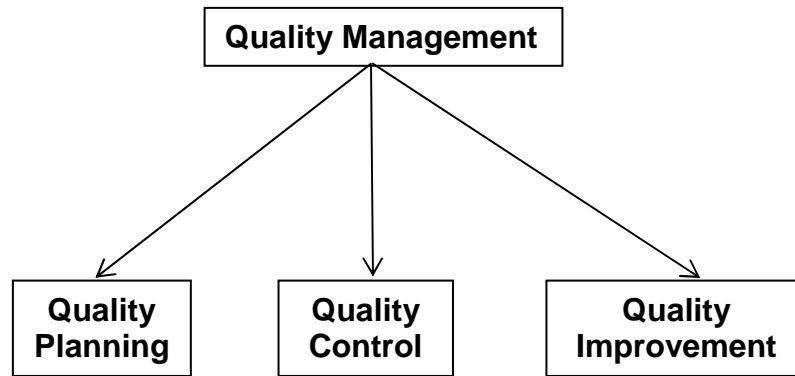 Quality Management
Quality
Planning
Quality
Control
Quality
Improvement